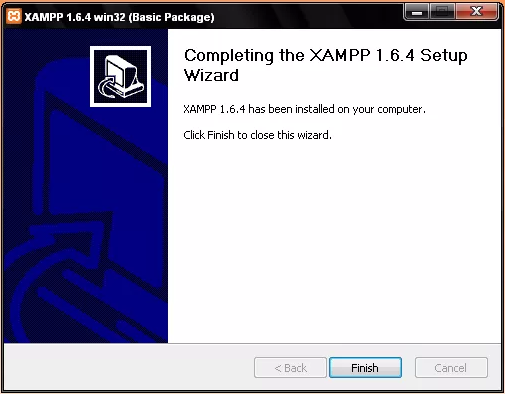 XAMPP 1.6.4 win32 (Basic Package)
Completing the XAMPP 1.6.4 Setup
Wizard
XAMPP 1.6.4 has been installed on your computer.
Click Finish to close this wizard.
< Back
Finish
Cancel